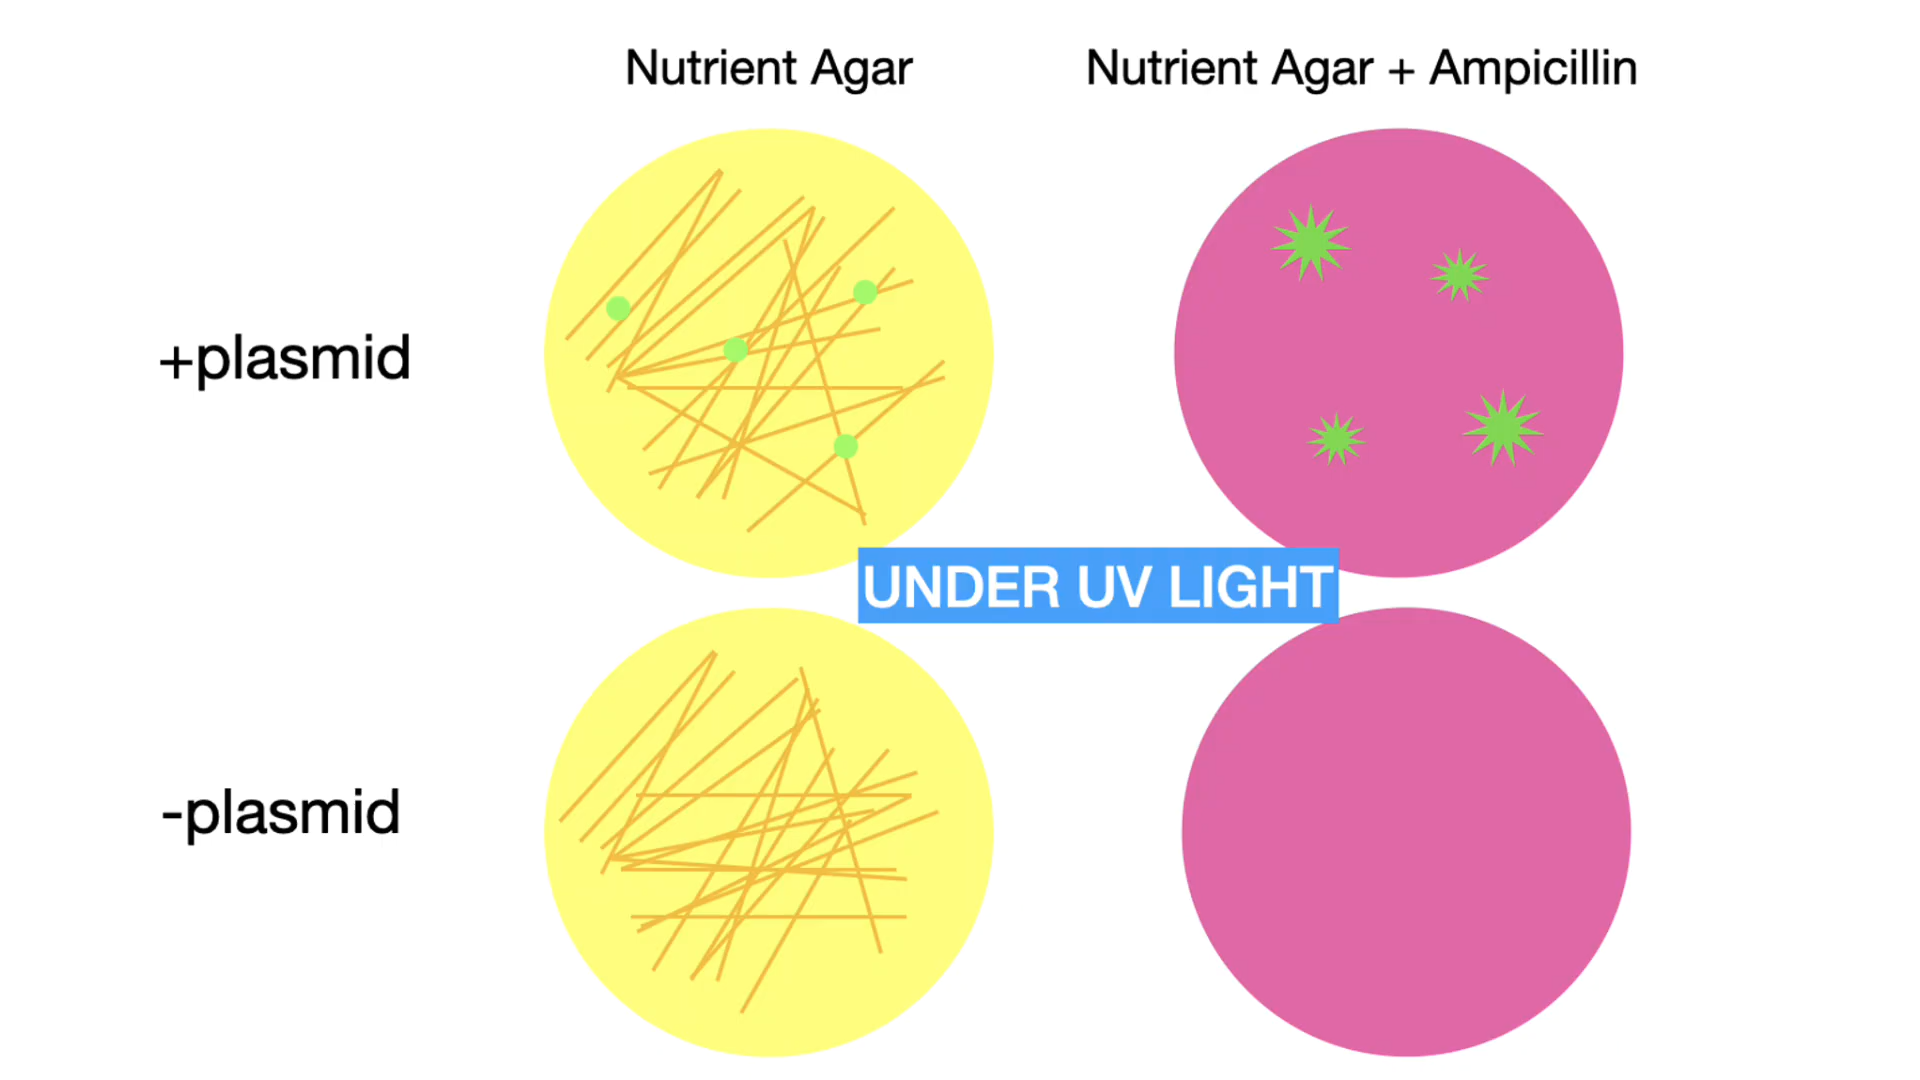 Nutrient Agar
Nutrient Agar + Ampicillin
+plasmid
UNDER UV LIGHT
-plasmid